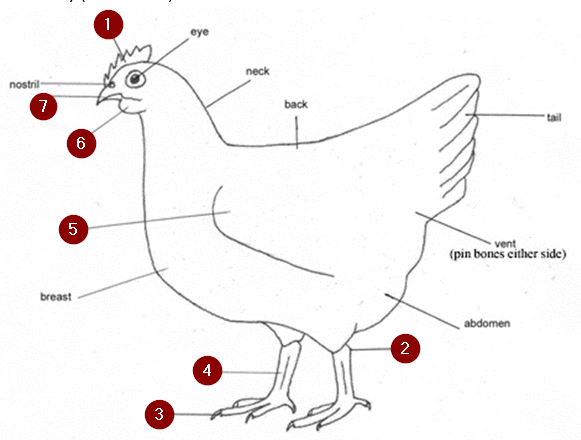 1
eye
neck
nostril
7
back
tail
6
5
vent
(pin bones either side)
breast
abdomen
2
4
3